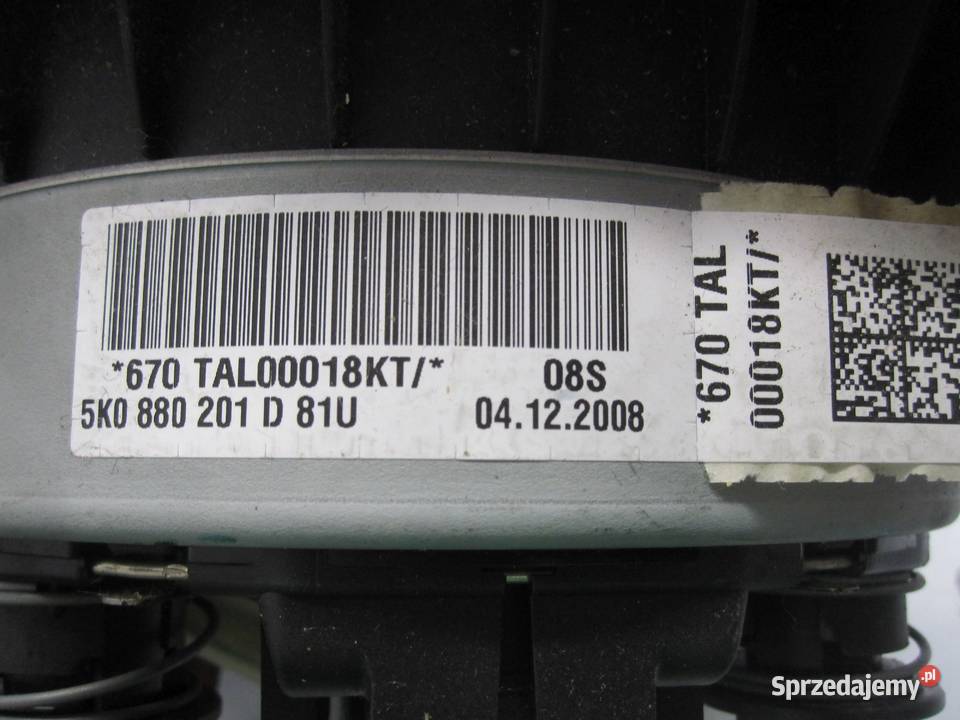 *670 TAL00018KT/* 08S
5K0 880 201 D 81U 04.12.2008
*670 TAL
00018KT/*
Sprzedajemy.pl